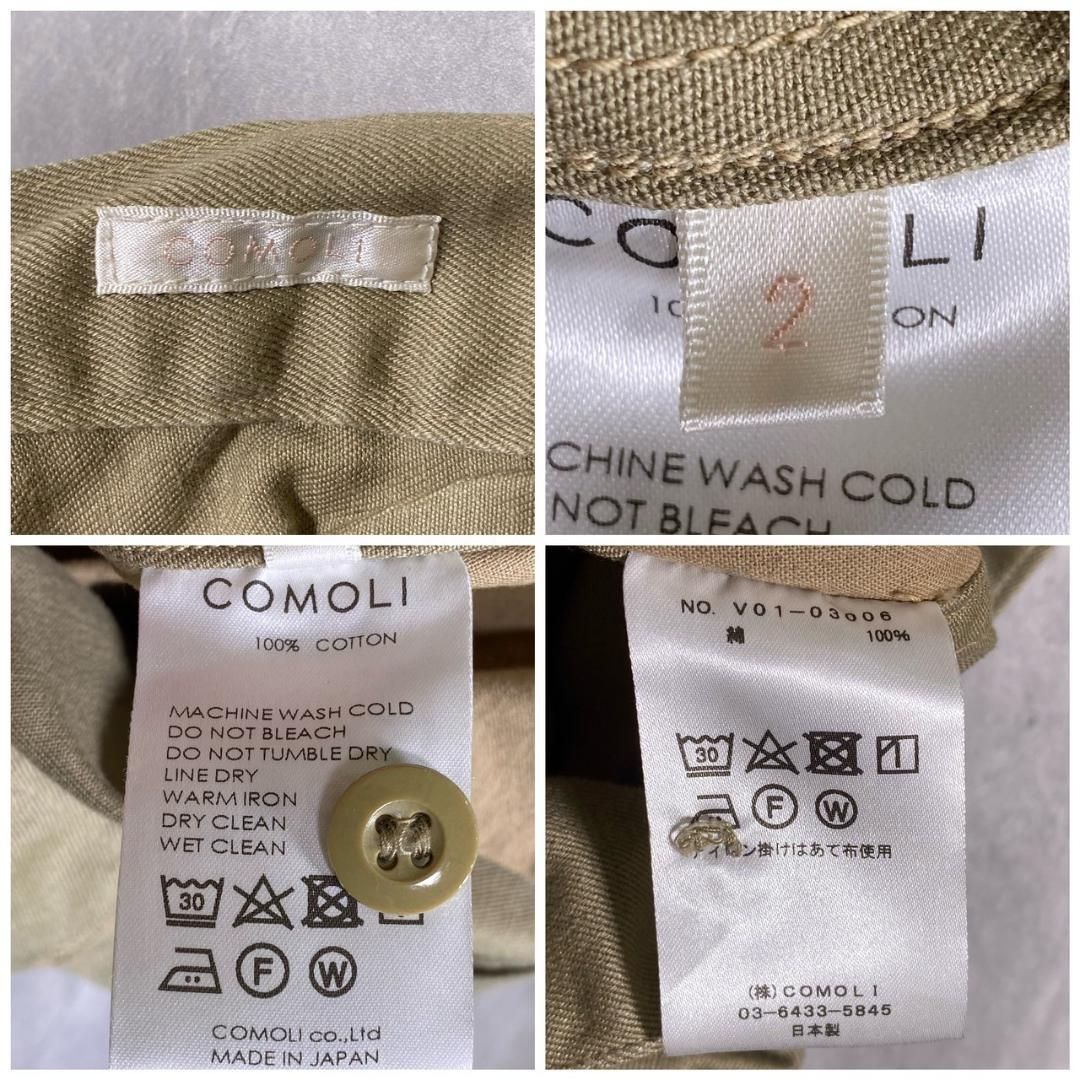 COMOLI
CO LI
2
ON
CHINE WASH COLD
NOT BLEACH
COMOLI
100% COTTON
MACHINE WASH COLD
DO NOT BLEACH
DO NOT TUMBLE DRY
LINE DRY
WARM IRON
DRY CLEAN
WET CLEAN
30
F W
COMOLI co.,Ltd
MADE IN JAPAN
NO. V01-03006
綿 100%
30
F W
アイロン掛けはあて布使用
(株)COMOLI
03-6433-5845
日本製